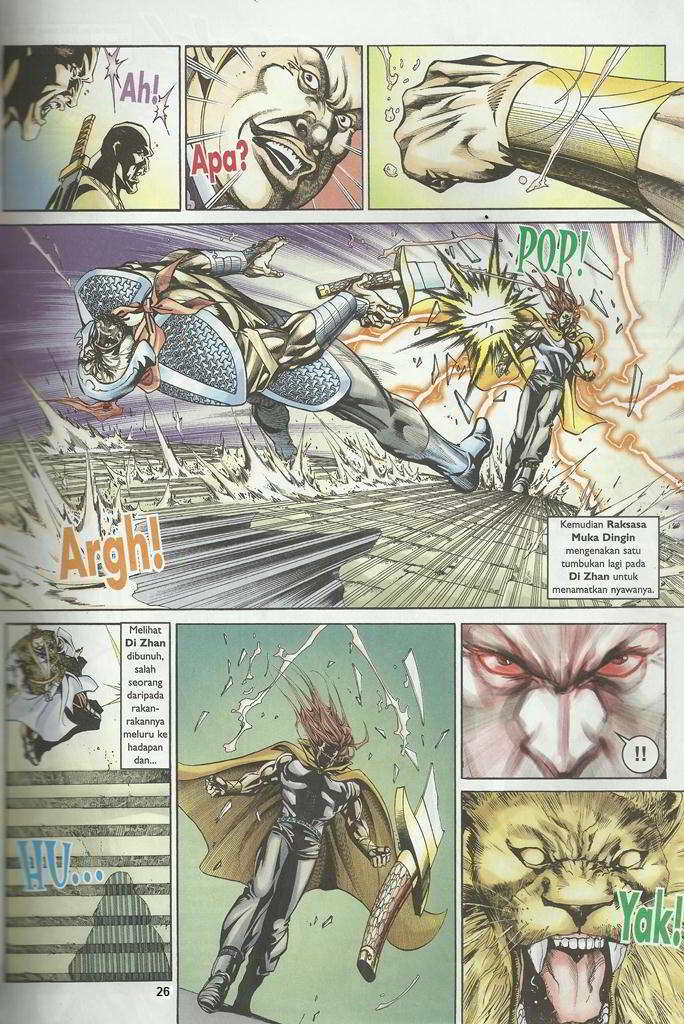 Ah!
Apa?
POP!
Argh!
Kemudian Raksasa
Muka Dingin
mengenakan satu
tumbukan lagi pada
Di Zhan untuk
menamatkan nyawanya.
Melihat
Di Zhan
dibunuh,
salah
seorang
daripada
rakan-
rakannya
meluru ke
hadapan
dan...
HU...
!!
Yak!
26